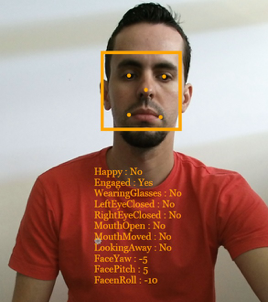 Happy : No
Engaged : Yes
WearingGlasses : No
LeftEyeClosed : No
RightEyeClosed : No
MouthOpen : No
MouthMoved : No
LookingAway : No
FaceYaw : -5
FacePitch : 5
FacenRoll : -10